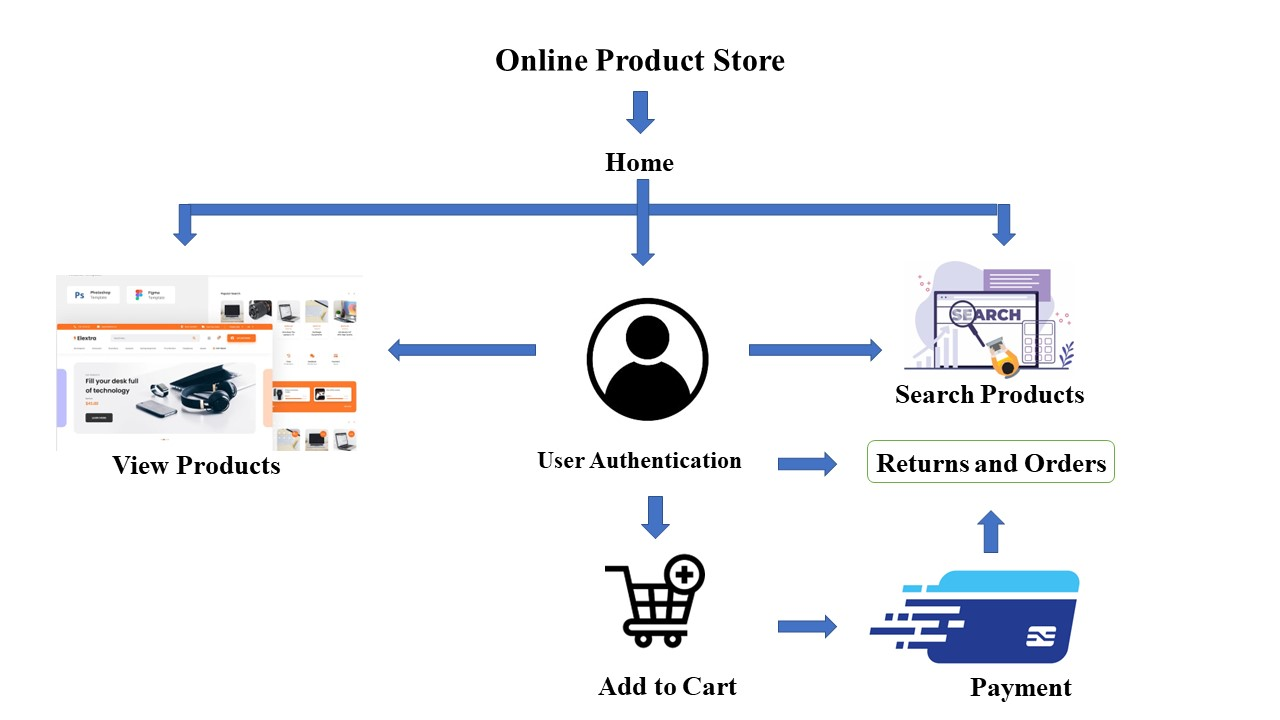 Online Product Store
Home
Ps
Photoshop
Template
Figma
Template
Elextra
Fill your desk full
of technology
SEARCH
Search Products
View Products
User Authentication
Returns and Orders
Add to Cart
Payment